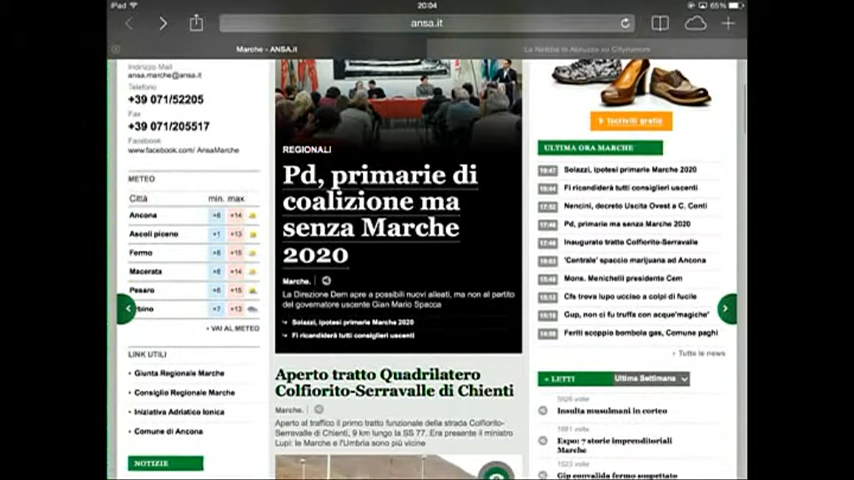 iPad
20:04
65%
ansa.it
Marche - ANSA.it
Le Notizie in Abruzzo su Cityrumors
Indirizzo Mail
ansa.marche@ansa.it
Telefono
+39 071/52205
Fax
+39 071/205517
Facebook
www.facebook.com/ AnsaMarche
METEO
Città min. max
Ancona +14
Ascoli piceno +1 +13
Fermo +15
Macerata +14
Pesaro +15
rbino +7 +13
› VAI AL METEO
LINK UTILI
Giunta Regionale Marche
Consiglio Regionale Marche
Iniziativa Adriatico Ionica
Comune di Ancona
NOTIZIE
REGIONALI
Pd, primarie di
coalizione ma
senza Marche
2020
Marche.
La Direzione Dem apre a possibili nuovi alleati, ma non al partito
del governatore uscente Gian Mario Spacca
Solazzi, ipotesi primarie Marche 2020
Fi ricandiderà tutti consiglieri uscenti
Aperto tratto Quadrilatero
Colfiorito-Serravalle di Chienti
Marche.
Aperto al traffico il primo tratto funzionale della strada Colfiorito-
Serravalle di Chienti, 9 km lungo la SS 77. Era presente il ministro
Lupi: le Marche e l'Umbria sono più vicine
Iscriviti gratis
ULTIMA ORA MARCHE
Solazzi, ipotesi primarie Marche 2020
Fi ricandiderà tutti consiglieri uscenti
Nencini, decreto Uscita Ovest a C. Conti
Pd, primarie ma senza Marche 2020
Inaugurato tratto Colfiorito-Serravalle
'Centrale' spaccio marijuana ad Ancona
Mons. Menichelli presidente Cem
Cfs trova lupo ucciso a colpi di fucile
Gup, non ci fu truffa con acque'magiche'
Feriti scoppio bombola gas, Comune paghi
› Tutte le news
+ LETTI
Ultima Settimana
Insulta musulmani in corteo
Expo: 7 storie imprenditoriali
Marche
Gip convalida fermo sospettato